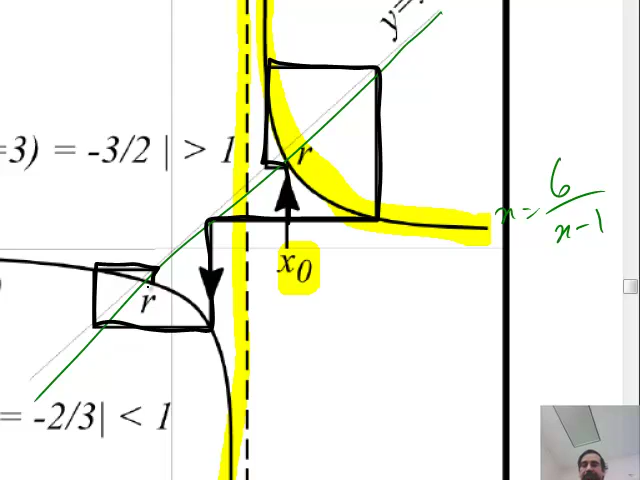 y=
=3) = -3/2 | > 1
r
x = 6/(x-1)
x0
r
= -2/3| < 1